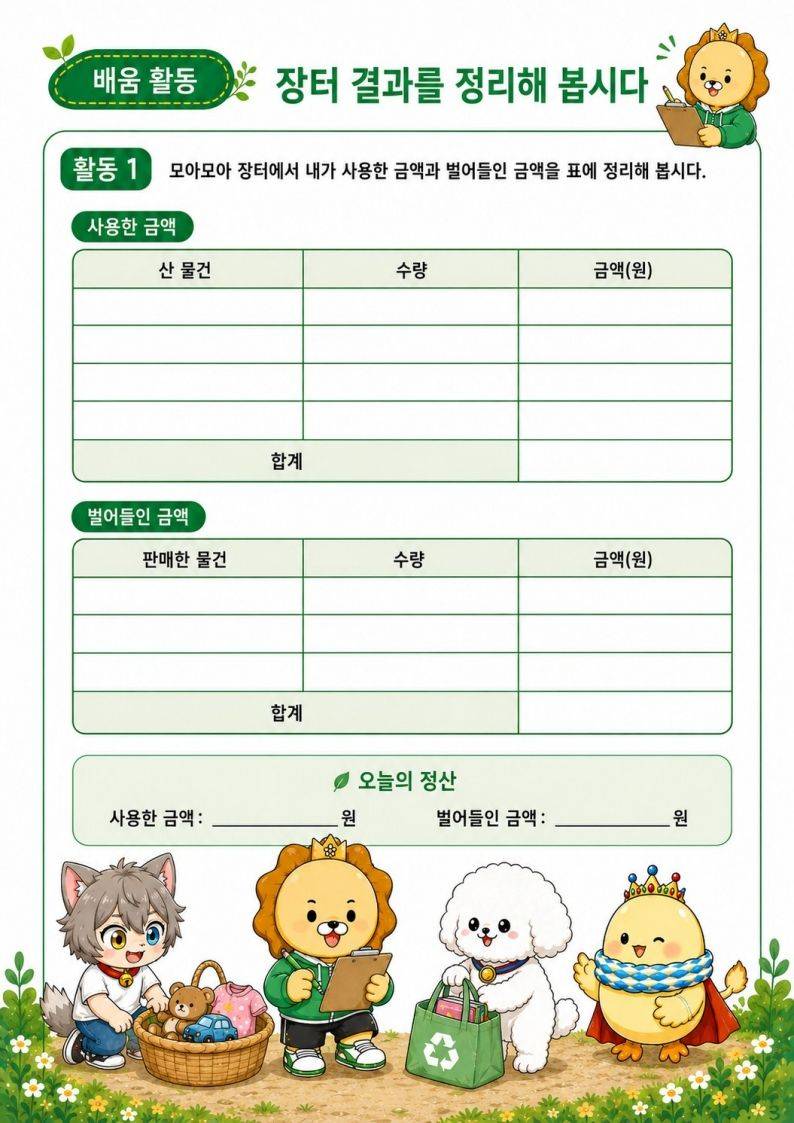 배움 활동
장터 결과를 정리해 봅시다
활동 1
모아모아 장터에서 내가 사용한 금액과 벌어들인 금액을 표에 정리해 봅시다.
사용한 금액
산 물건 수량 금액(원)
합계
벌어들인 금액
판매한 물건 수량 금액(원)
합계
오늘의 정산
사용한 금액: ____________ 원 벌어들인 금액: ____________ 원